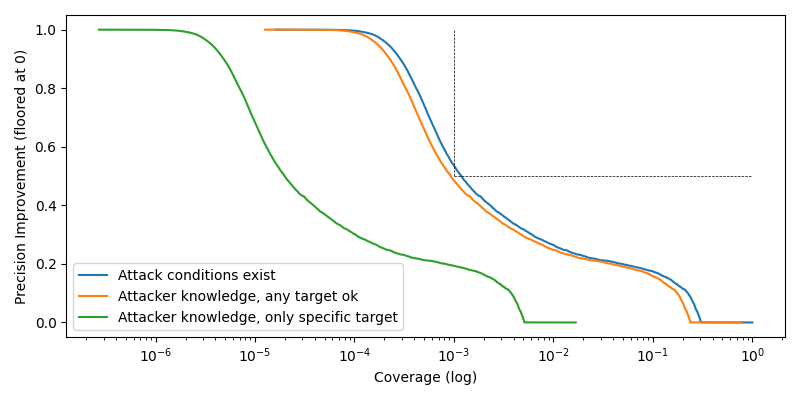 Precision Improvement (floored at 0)
1.0
0.8
0.6
0.4
0.2
0.0
Attack conditions exist
Attacker knowledge, any target ok
Attacker knowledge, only specific target
10⁻⁶ 10⁻⁵ 10⁻⁴ 10⁻³ 10⁻² 10⁻¹ 10⁰
Coverage (log)